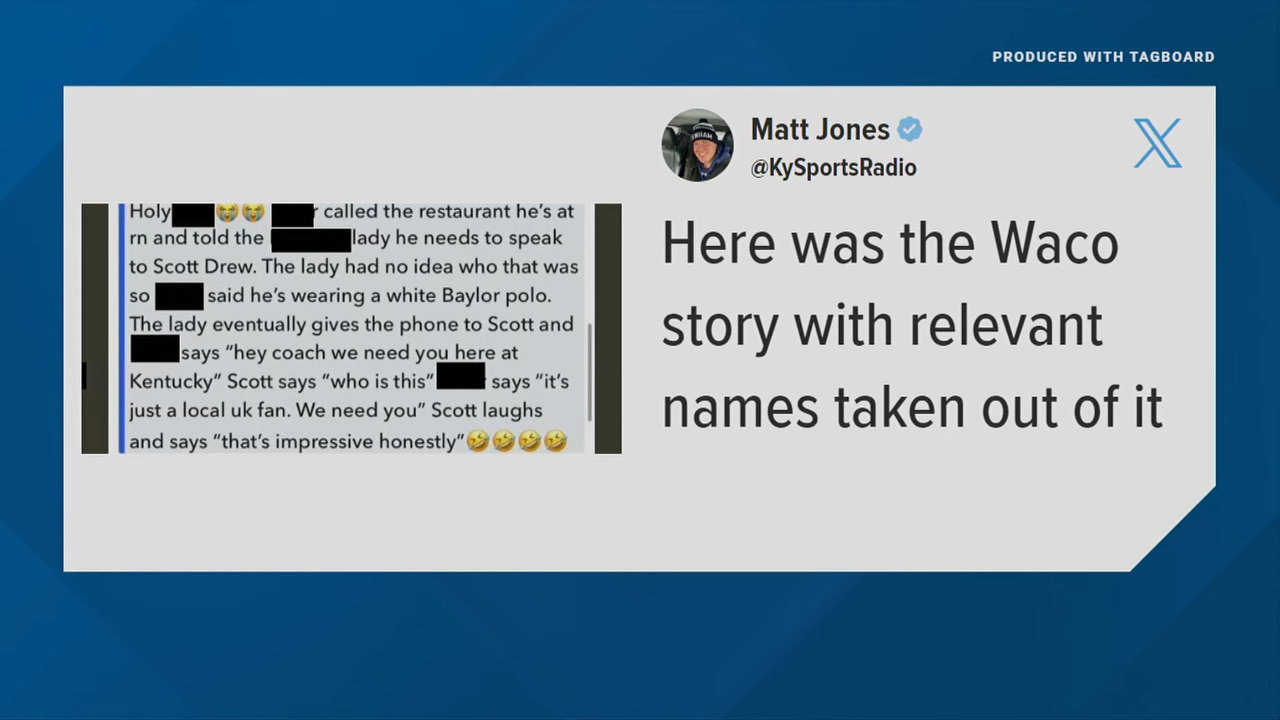 PRODUCED WITH TAGBOARD
Matt Jones
@KySportsRadio
Here was the Waco
story with relevant
names taken out of it
Holy 😭😭 r called the restaurant he's at
rn and told the lady he needs to speak
to Scott Drew. The lady had no idea who that was
so said he's wearing a white Baylor polo.
The lady eventually gives the phone to Scott and
says “hey coach we need you here at
Kentucky” Scott says “who is this” says “it's
just a local uk fan. We need you” Scott laughs
and says “that's impressive honestly”🤣🤣🤣🤣